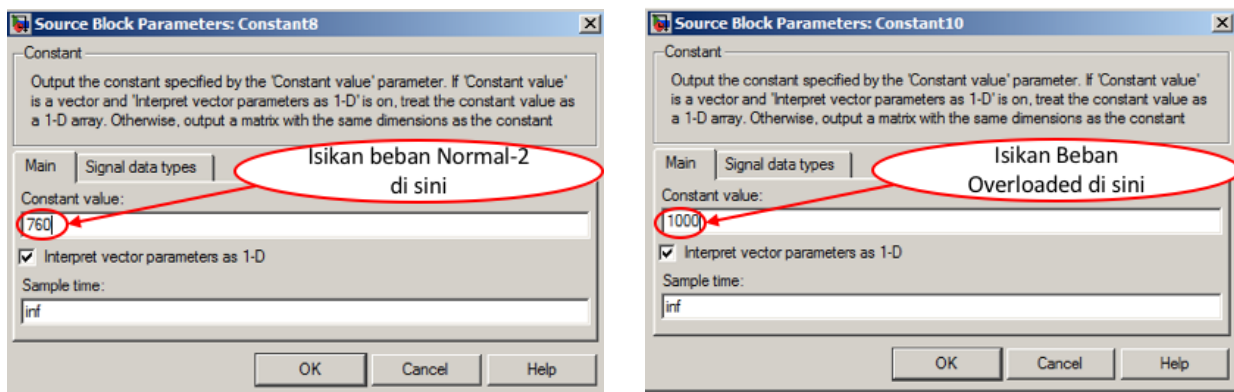 Source Block Parameters: Constant8
Constant
Output the constant specified by the 'Constant value' parameter. If 'Constant value'
is a vector and 'Interpret vector parameters as 1-D' is on, treat the constant value as
a 1-D array. Otherwise, output a matrix with the same dimensions as the constant
Main
Signal data types
Isikan beban Normal-2
di sini
Constant value:
760
Interpret vector parameters as 1-D
Sample time:
inf
OK
Cancel
Help
Source Block Parameters: Constant10
Constant
Output the constant specified by the 'Constant value' parameter. If 'Constant value'
is a vector and 'Interpret vector parameters as 1-D' is on, treat the constant value as
a 1-D array. Otherwise, output a matrix with the same dimensions as the constant
Main
Signal data types
Isikan Beban
Overloaded di sini
Constant value:
1000
Interpret vector parameters as 1-D
Sample time:
inf
OK
Cancel
Help